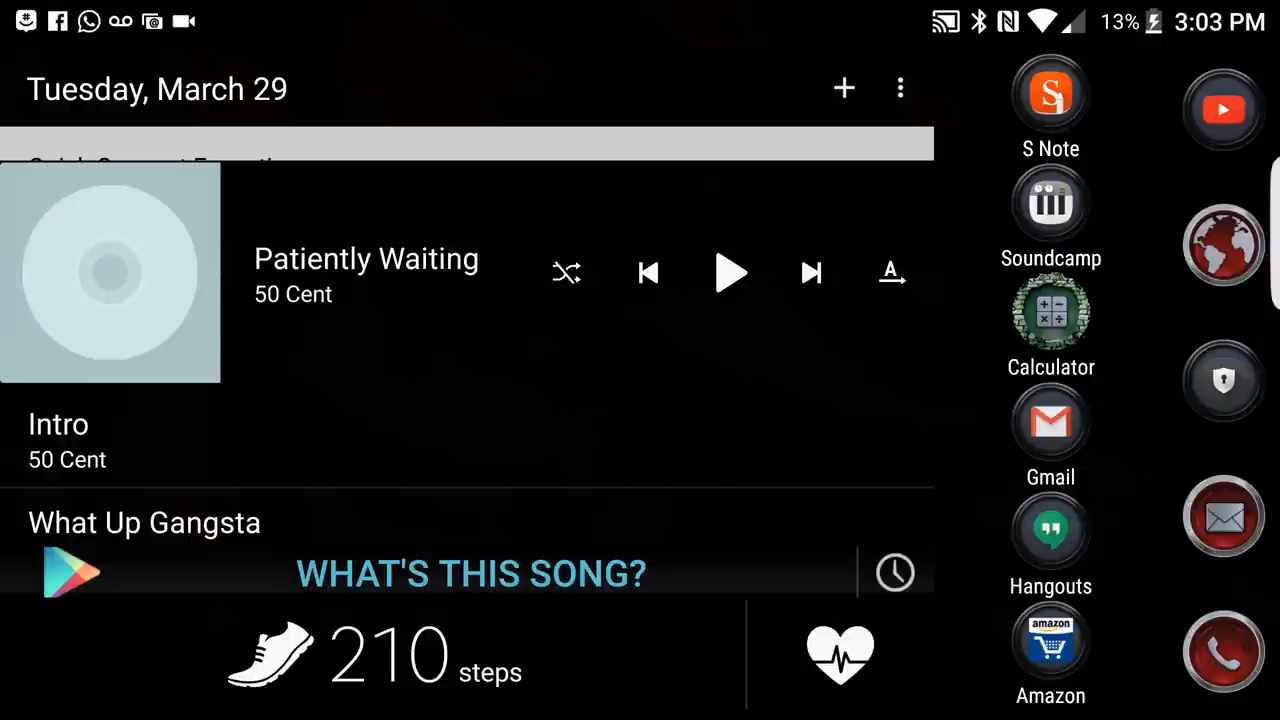 13% 3:03 PM
Tuesday, March 29
Patiently Waiting
50 Cent
A
Intro
50 Cent
What Up Gangsta
WHAT'S THIS SONG?
210 steps
S
S Note
Soundcamp
Calculator
Gmail
Hangouts
amazon
Amazon